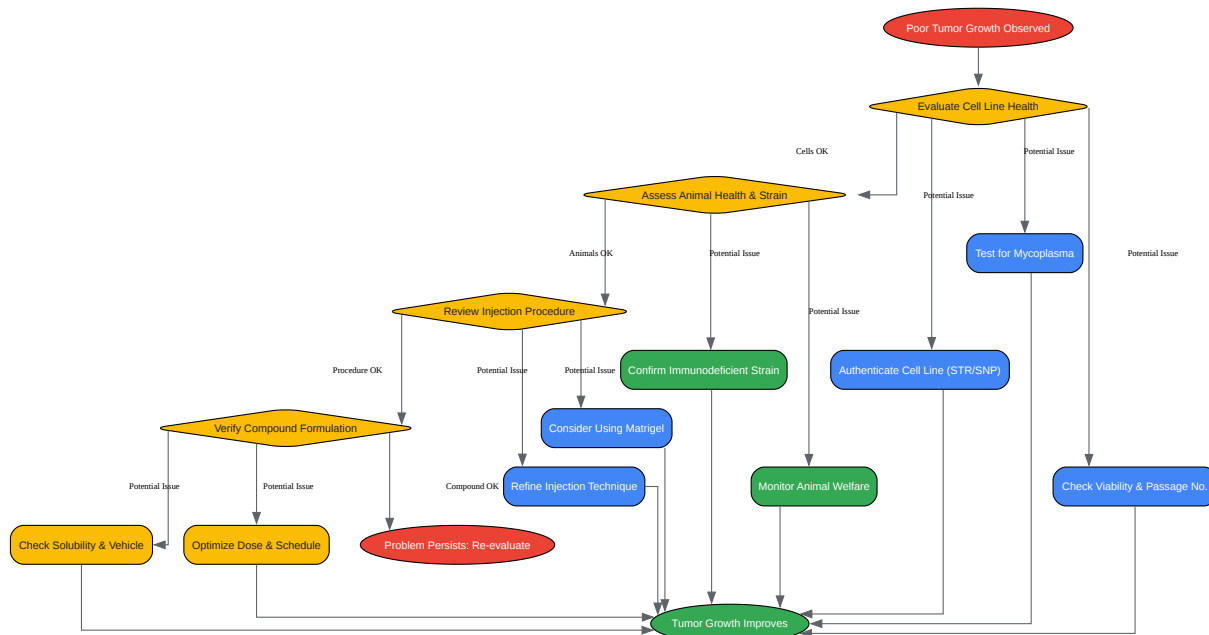 Poor Tumor Growth Observed
Evaluate Cell Line Health
Cells OK
Potential Issue
Assess Animal Health & Strain
Potential Issue
Animals OK
Potential Issue
Test for Mycoplasma
Potential Issue
Review Injection Procedure
Potential Issue
Procedure OK
Potential Issue
Potential Issue
Confirm Immunodeficient Strain
Authenticate Cell Line (STR/SNP)
Verify Compound Formulation
Consider Using Matrigel
Potential Issue
Potential Issue
Compound OK
Refine Injection Technique
Monitor Animal Welfare
Check Viability & Passage No.
Check Solubility & Vehicle
Optimize Dose & Schedule
Problem Persists: Re-evaluate
Tumor Growth Improves